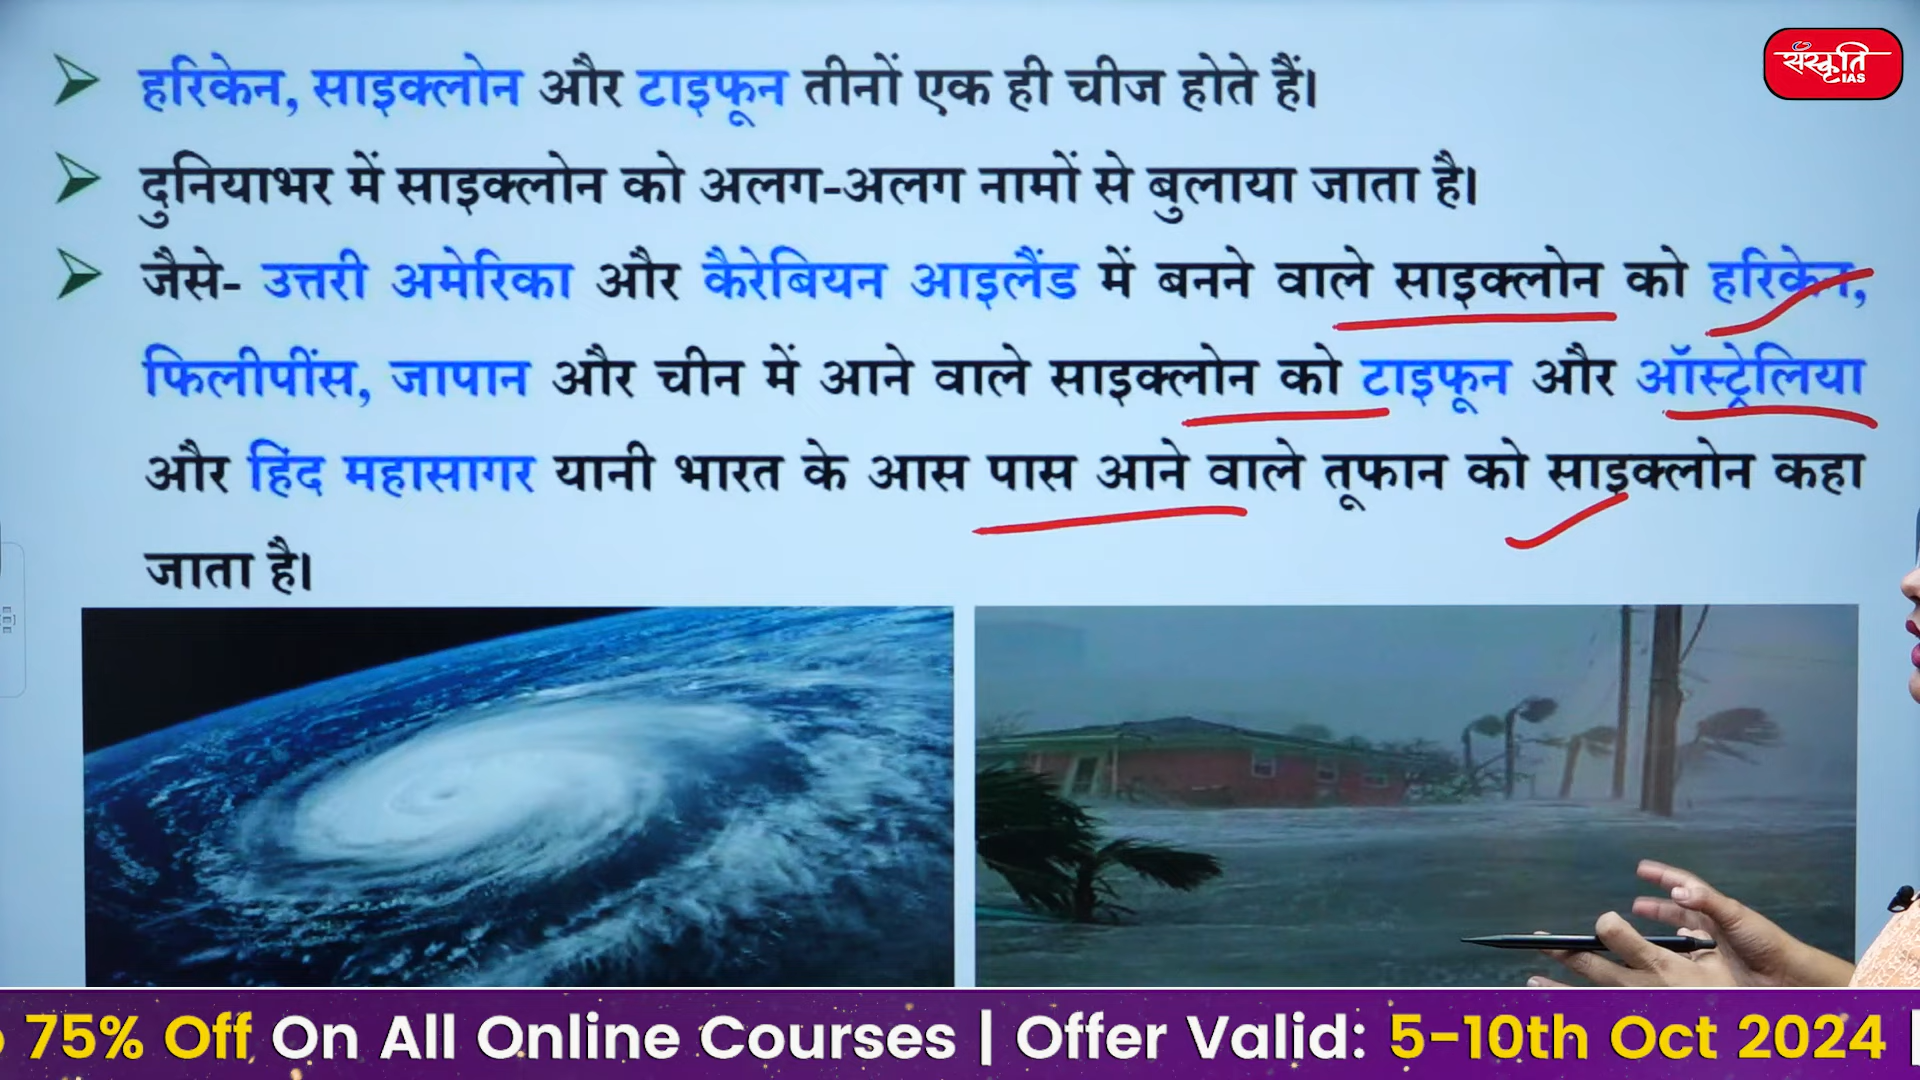 हरिकेन, साइक्लोन और टाइफून तीनों एक ही चीज होते हैं।
संस्कृति
IAS
दुनियाभर में साइक्लोन को अलग-अलग नामों से बुलाया जाता है।
जैसे- उत्तरी अमेरिका और कैरेबियन आइलैंड में बनने वाले साइक्लोन को हरिकेन,
फिलीपींस, जापान और चीन में आने वाले साइक्लोन को टाइफून और ऑस्ट्रेलिया
और हिंद महासागर यानी भारत के आस पास आने वाले तूफान को साइक्लोन कहा
जाता है।
75% Off On All Online Courses | Offer Valid: 5-10th Oct 2024 |